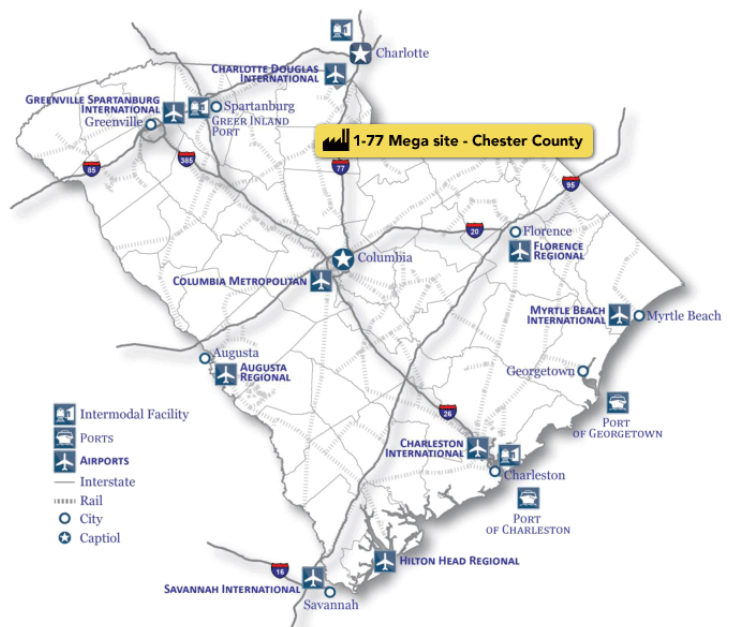 Charlotte
CHARLOTTE DOUGLAS
INTERNATIONAL
GREENVILLE SPARTANBURG
INTERNATIONAL
Greenville
Spartanburg
GREER INLAND
PORT
1-77 Mega site - Chester County
85
385
77
95
20
Florence
FLORENCE
REGIONAL
Columbia
COLUMBIA METROPOLITAN
MYRTLE BEACH
INTERNATIONAL
Myrtle Beach
Augusta
AUGUSTA
REGIONAL
Georgetown
PORT
OF GEORGETOWN
26
CHARLESTON
INTERNATIONAL
Charleston
PORT
OF CHARLESTON
Intermodal Facility
PORTS
AIRPORTS
Interstate
Rail
City
Captiol
HILTON HEAD REGIONAL
16
SAVANNAH INTERNATIONAL
Savannah